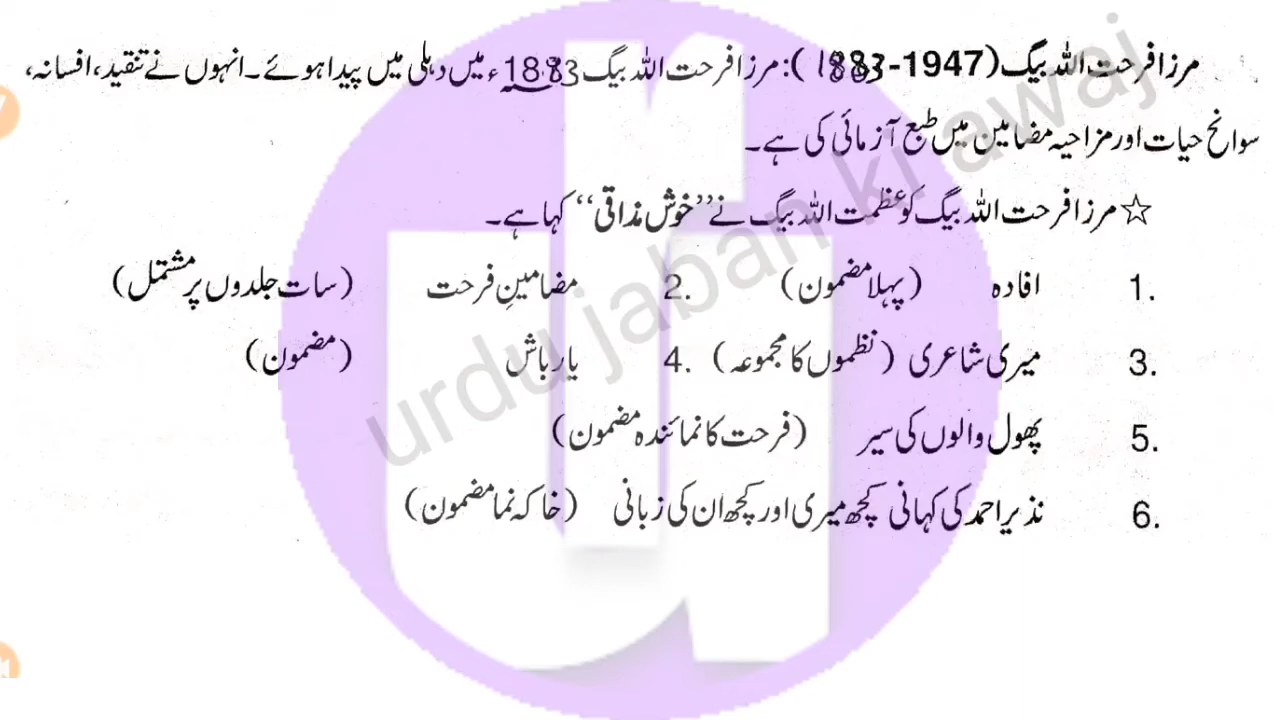 مرزا فرحت اللہ بیگ (1883-1947): مرزا فرحت اللہ بیگ 1883ء میں دہلی میں پیدا ہوئے۔ انہوں نے تنقید، افسانہ،
سوانح حیات اور مزاحیہ مضامین میں طبع آزمائی کی ہے۔
☆ مرزا فرحت اللہ بیگ کو عظمت اللہ بیگ نے ”خوش مذاقی“ کہا ہے۔
1. افادہ (پہلا مضمون) 2. مضامینِ فرحت (سات جلدوں پر مشتمل)
3. میری شاعری (نظموں کا مجموعہ) 4. یار باش (مضمون)
5. پھول والوں کی سیر (فرحت کا نمائندہ مضمون)
6. نذیر احمد کی کہانی کچھ میری اور کچھ ان کی زبانی (خاکہ نما مضمون)
urdu jaban ki awaj